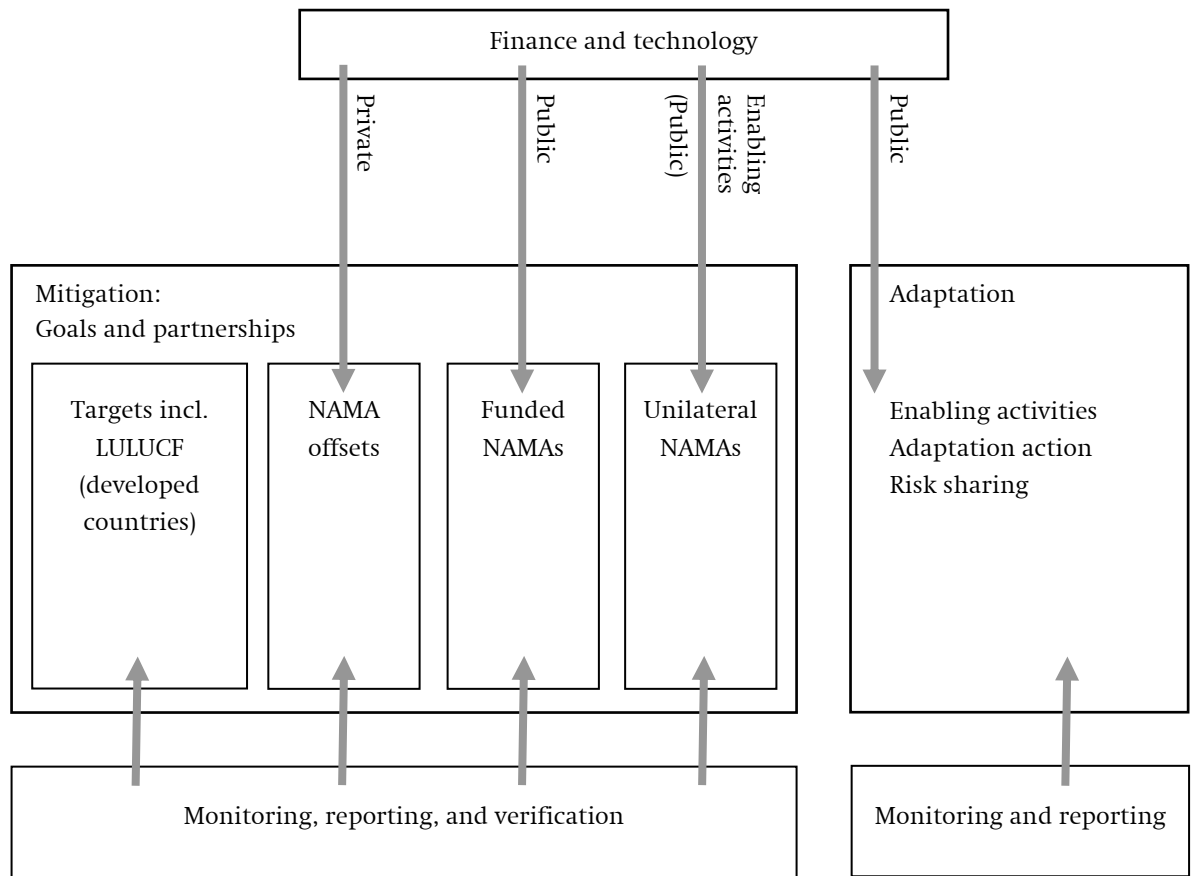 Finance and technology
Private
Public
Enabling
activities
(Public)
Public
Mitigation:
Goals and partnerships
Targets incl.
LULUCF
(developed
countries)
NAMA
offsets
Funded
NAMAs
Unilateral
NAMAs
Adaptation
Enabling activities
Adaptation action
Risk sharing
Monitoring, reporting, and verification
Monitoring and reporting